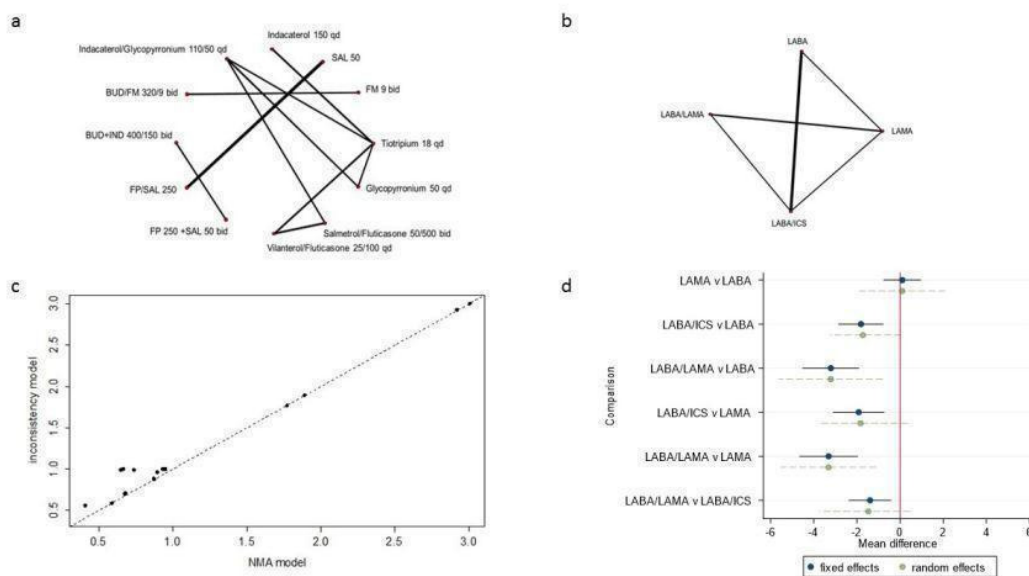 a
Indacaterol 150 qd
Indacaterol/Glycopyrronium 110/50 qd
SAL 50
BUD/FM 320/9 bid
FM 9 bid
BUD+IND 400/150 bid
Tiotripium 18 qd
FP/SAL 250
Glycopyrronium 50 qd
FP 250 +SAL 50 bid
Salmetrol/Fluticasone 50/500 bid
Vilanterol/Fluticasone 25/100 qd
b
LABA
LABA/LAMA
LAMA
LABA/ICS
c
inconsistency model
3.0
2.5
2.0
1.5
1.0
0.5
0.5 1.0 1.5 2.0 2.5 3.0
NMA model
d
Comparison
LAMA v LABA
LABA/ICS v LABA
LABA/LAMA v LABA
LABA/ICS v LAMA
LABA/LAMA v LAMA
LABA/LAMA v LABA/ICS
-6 -4 -2 0 2 4 6
Mean difference
fixed effects random effects